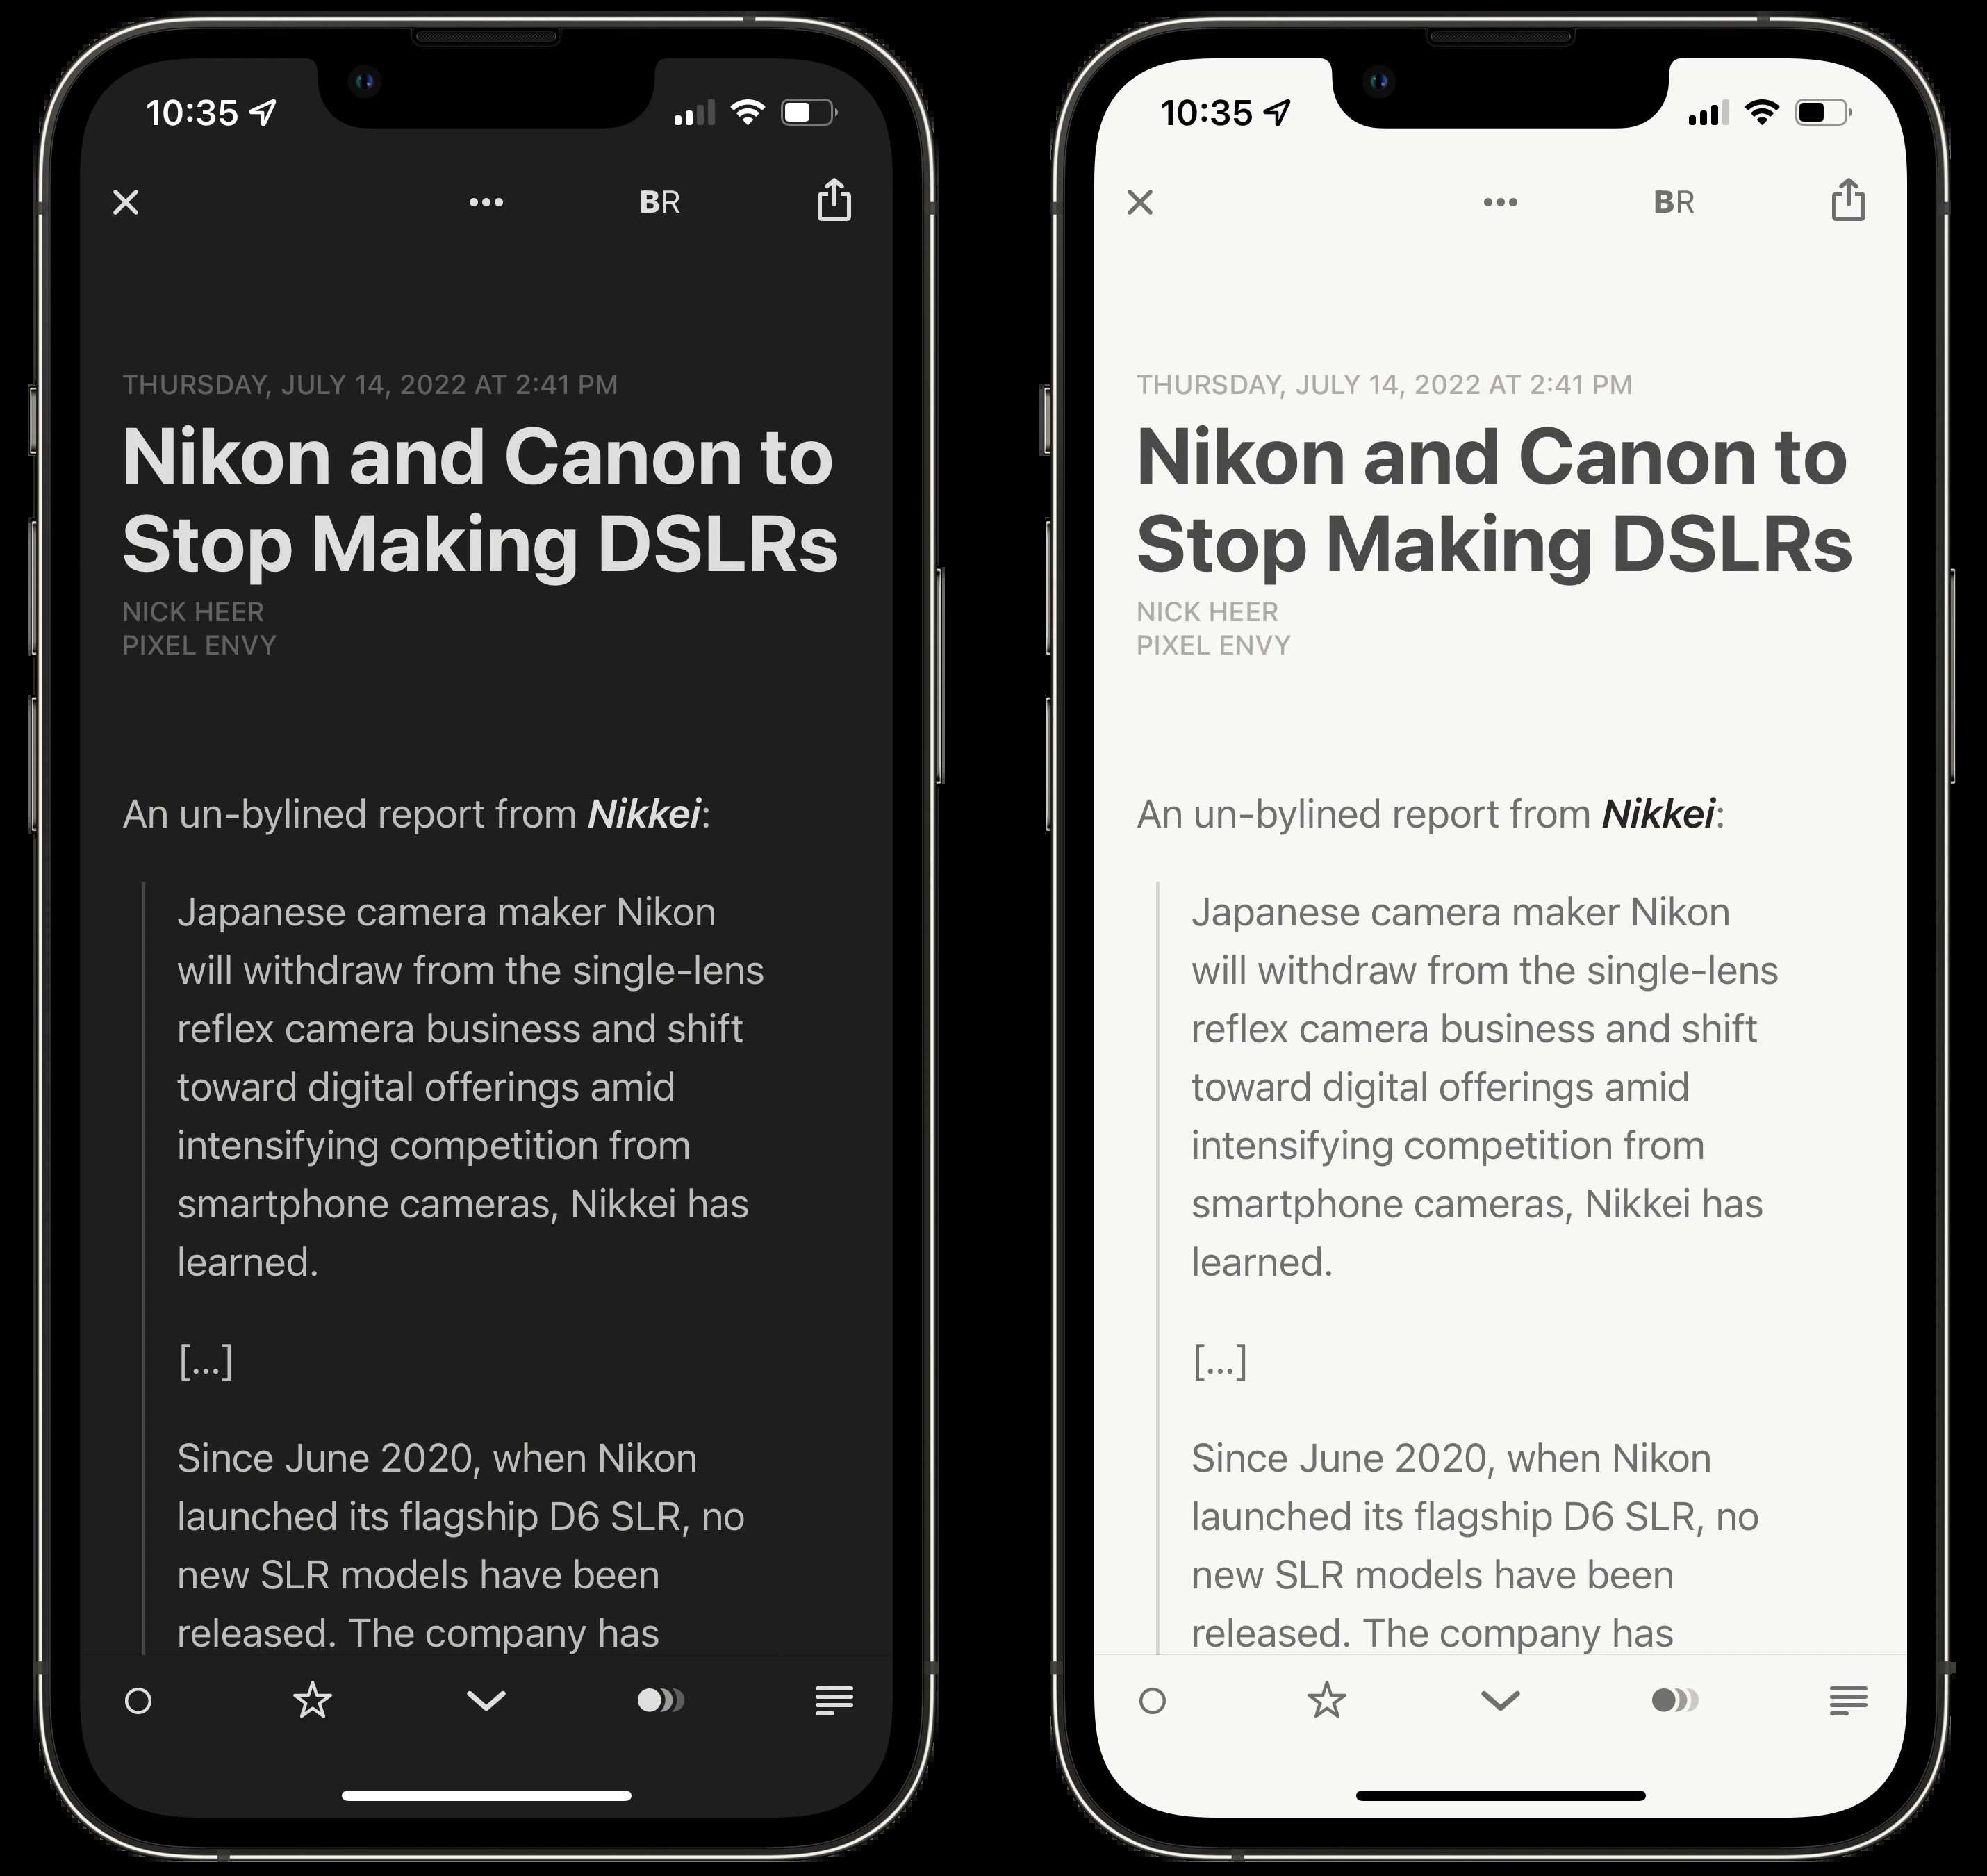 10:35
BR
THURSDAY, JULY 14, 2022 AT 2:41 PM
Nikon and Canon to
Stop Making DSLRs
NICK HEER
PIXEL ENVY
An un-bylined report from Nikkei:
Japanese camera maker Nikon
will withdraw from the single-lens
reflex camera business and shift
toward digital offerings amid
intensifying competition from
smartphone cameras, Nikkei has
learned.
[...]
Since June 2020, when Nikon
launched its flagship D6 SLR, no
new SLR models have been
released. The company has
10:35
BR
THURSDAY, JULY 14, 2022 AT 2:41 PM
Nikon and Canon to
Stop Making DSLRs
NICK HEER
PIXEL ENVY
An un-bylined report from Nikkei:
Japanese camera maker Nikon
will withdraw from the single-lens
reflex camera business and shift
toward digital offerings amid
intensifying competition from
smartphone cameras, Nikkei has
learned.
[...]
Since June 2020, when Nikon
launched its flagship D6 SLR, no
new SLR models have been
released. The company has